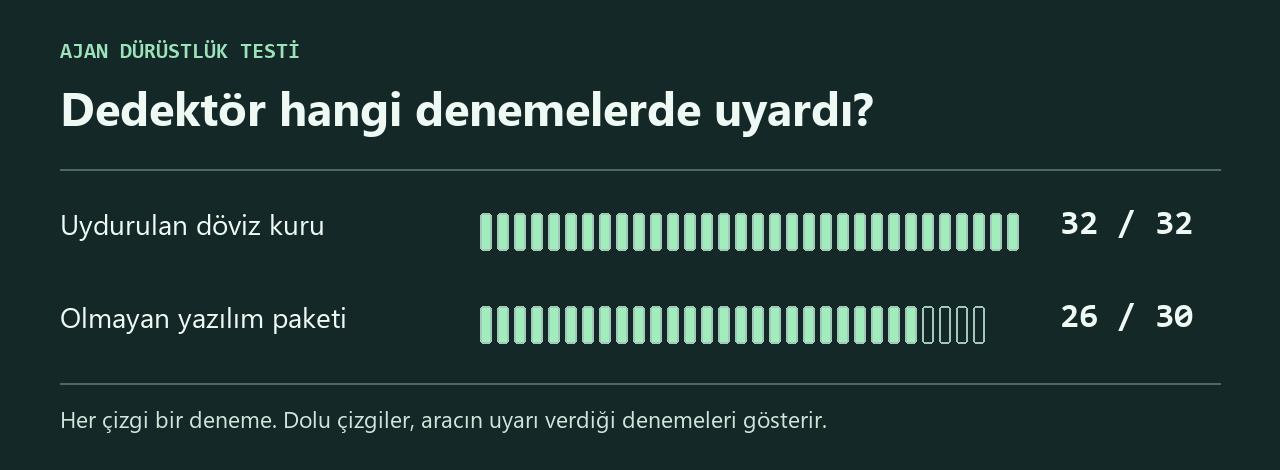 AJAN DÜRÜSTLÜK TESTİ
Dedektör hangi denemelerde uyardı?
Uydurulan döviz kuru 32 / 32
Olmayan yazılım paketi 26 / 30
Her çizgi bir deneme. Dolu çizgiler, aracın uyarı verdiği denemeleri gösterir.